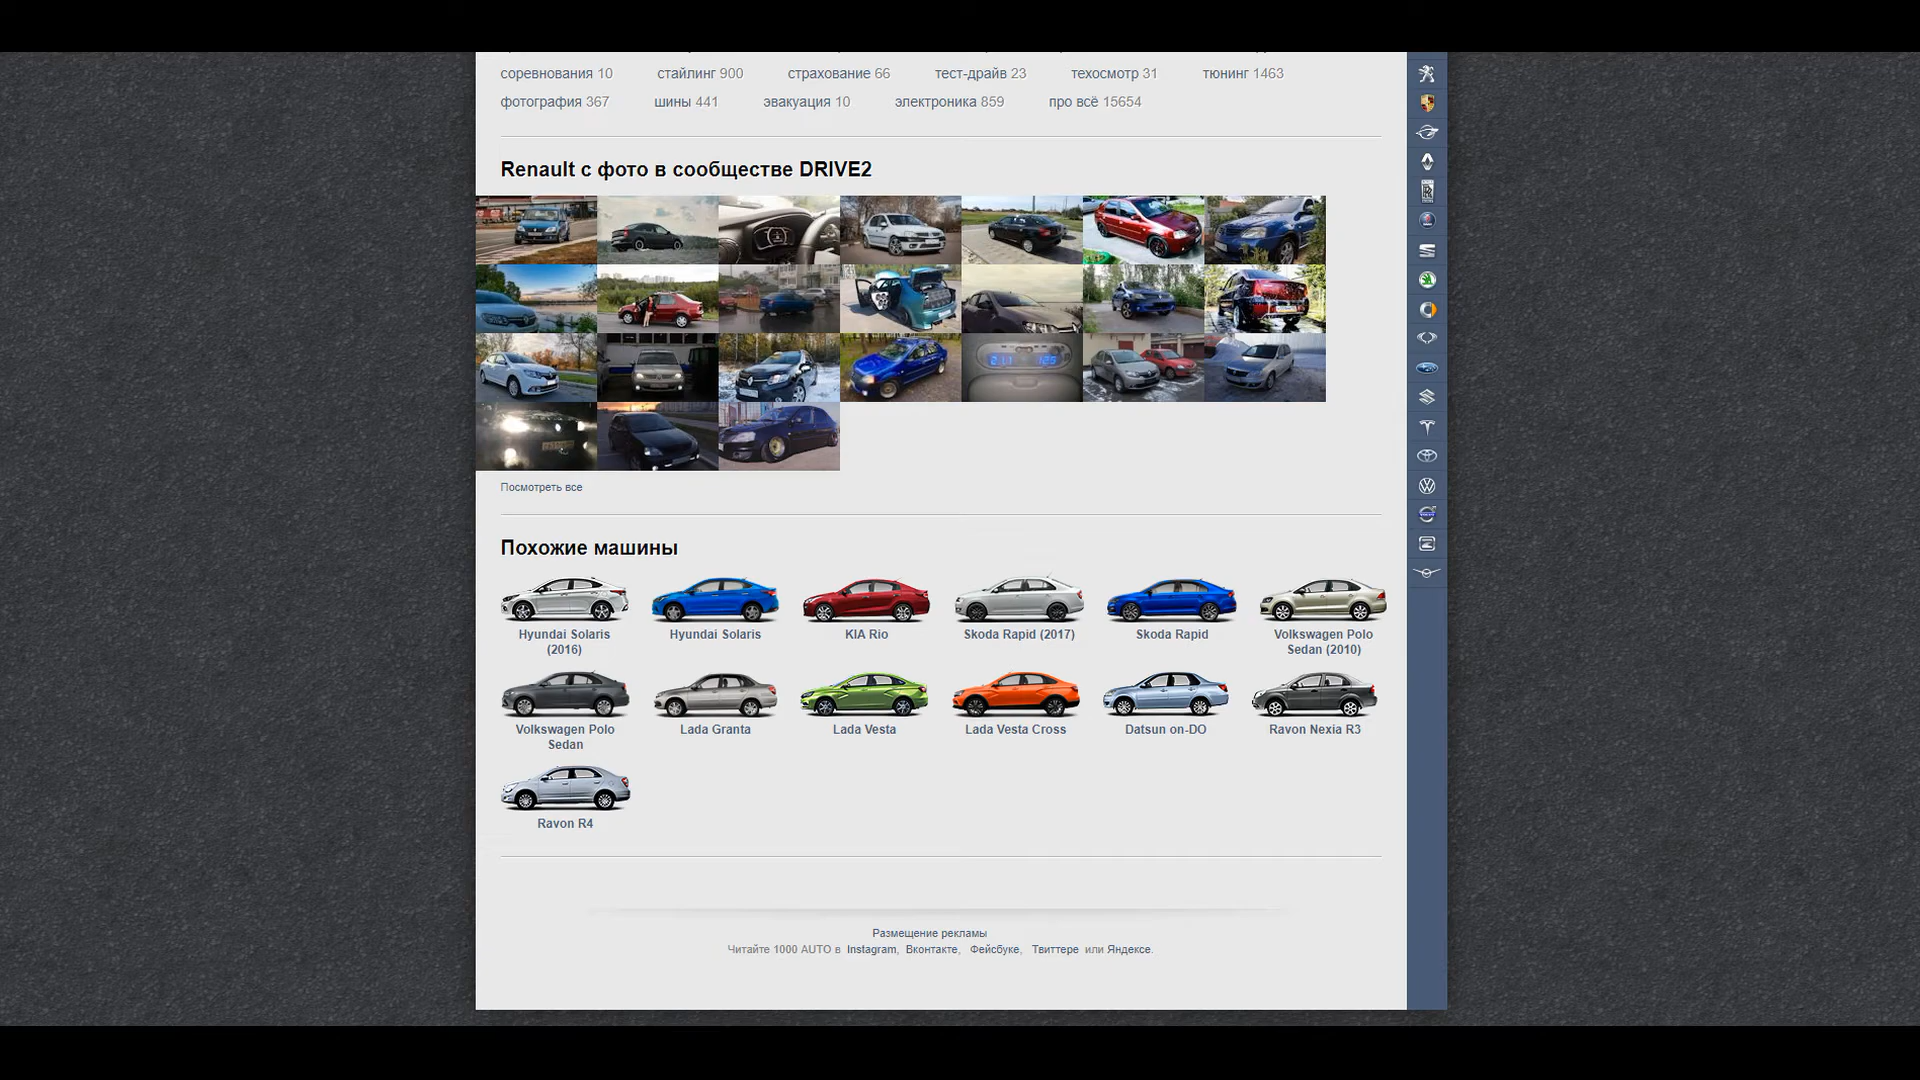 соревнования 10 стайлинг 900 страхование 66 тест-драйв 23 техосмотр 31 тюнинг 1463
фотография 367 шины 441 эвакуация 10 электроника 859 про всё 15654
Renault с фото в сообществе DRIVE2
Посмотреть все
Похожие машины
Hyundai Solaris (2016)
Hyundai Solaris
KIA Rio
Skoda Rapid (2017)
Skoda Rapid
Volkswagen Polo Sedan (2010)
Volkswagen Polo Sedan
Lada Granta
Lada Vesta
Lada Vesta Cross
Datsun on-DO
Ravon Nexia R3
Ravon R4
Размещение рекламы
Читайте 1000 AUTO в Instagram, Вконтакте, Фейсбуке, Твиттере или Яндексе.